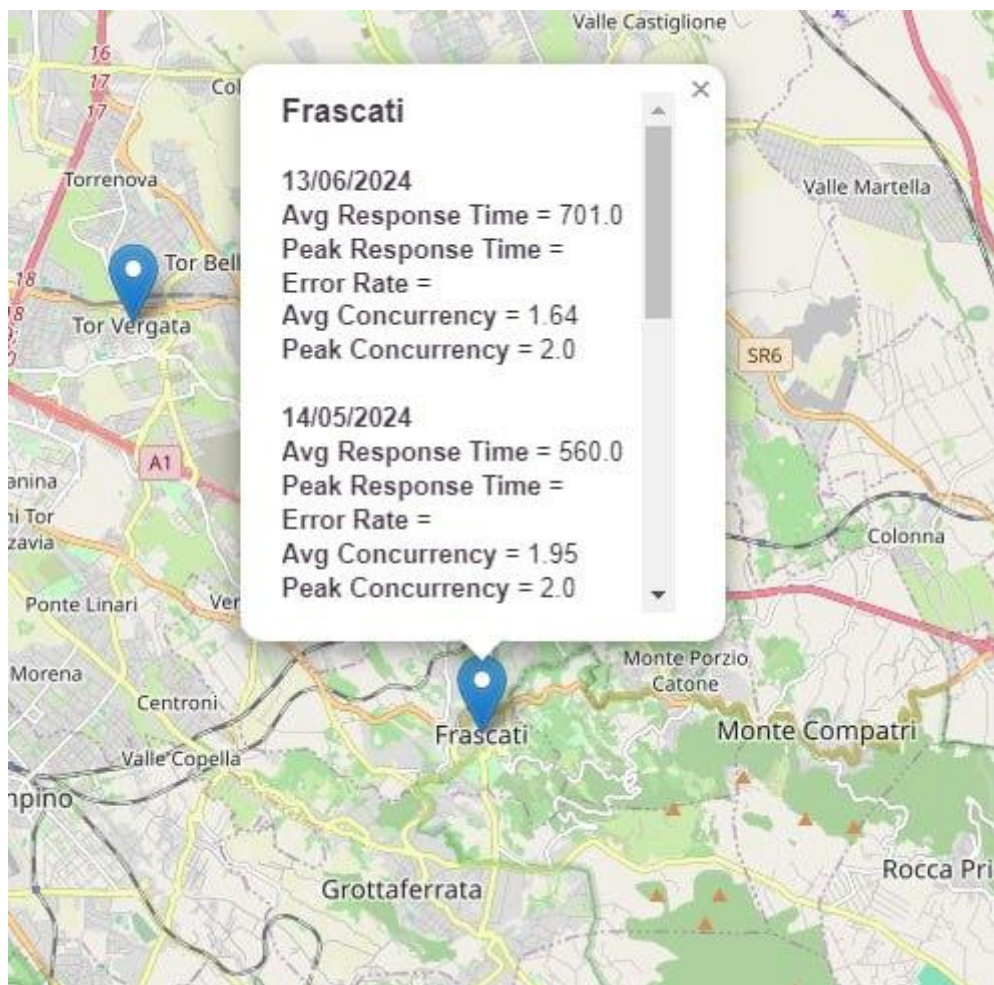 Valle Castiglione
16
17
17
Col
×
Frascati
13/06/2024
Avg Response Time = 701.0
Peak Response Time =
Error Rate =
Avg Concurrency = 1.64
Peak Concurrency = 2.0
14/05/2024
Avg Response Time = 560.0
Peak Response Time =
Error Rate =
Avg Concurrency = 1.95
Peak Concurrency = 2.0
Torrenova
Valle Martella
Tor Bell
18
18
Tor Vergata
SR6
A1
anina
ni Tor
zavia
Colonna
Ponte Linari
Ver
Morena
Centroni
Monte Porzio
Catone
Frascati
Monte Compatri
Valle Copella
mpino
Grottaferrata
Rocca Pri